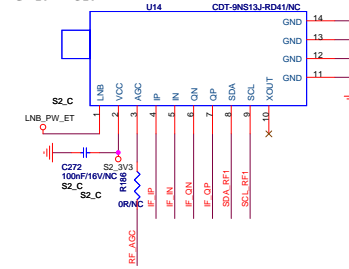 U14
CDT-9NS13J-RD41/NC
GND 14
GND 13
GND 12
GND 11
LNB
VCC
AGC
IP
IN
QN
QP
SDA
SCL
XOUT
1
2
3
4
5
6
7
8
9
10
S2_C
LNB_PW_ET
S2_3V3
C272
100nF/16V/NC
S2_C
S2_C
R186
0R/NC
RF_AGC
IF_IP
IF_IN
IF_QN
IF_QP
SDA_RF1
SCL_RF1